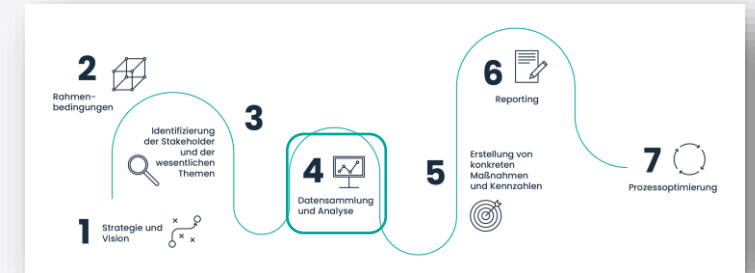 1
Strategie und
Vision
2
Rahmen-
bedingungen
3
Identifizierung
der Stakeholder
und der
wesentlichen
Themen
4
Datensammlung
und Analyse
5
Erstellung von
konkreten
Maßnahmen
und Kennzahlen
6
Reporting
7
Prozessoptimierung